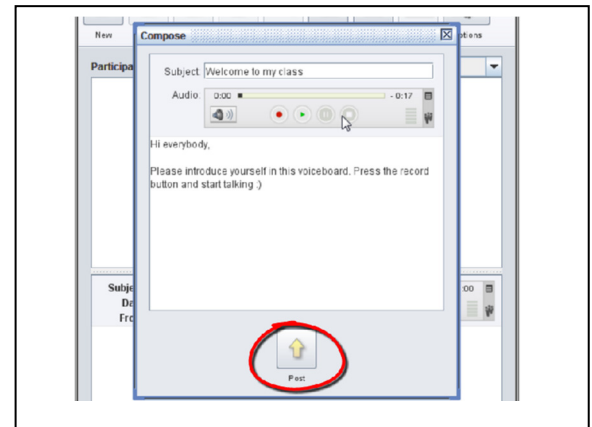 New
Compose
ptions
Participa
Subject: Welcome to my class
Audio: 0:00 - 0:17
Hi everybody,
Please introduce yourself in this voiceboard. Press the record
button and start talking :)
Subje
:00
Da
Fro
Post